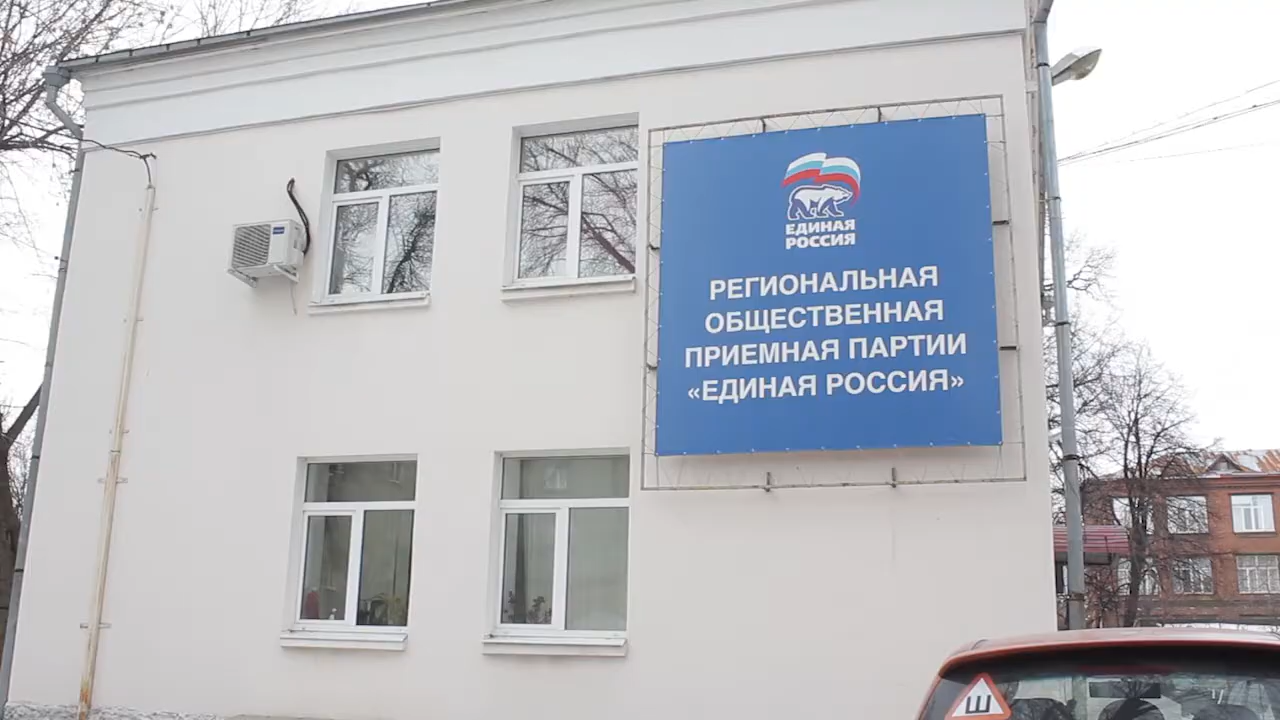 ЕДИНАЯ
РОССИЯ
РЕГИОНАЛЬНАЯ
ОБЩЕСТВЕННАЯ
ПРИЕМНАЯ ПАРТИИ
«ЕДИНАЯ РОССИЯ»
Ш